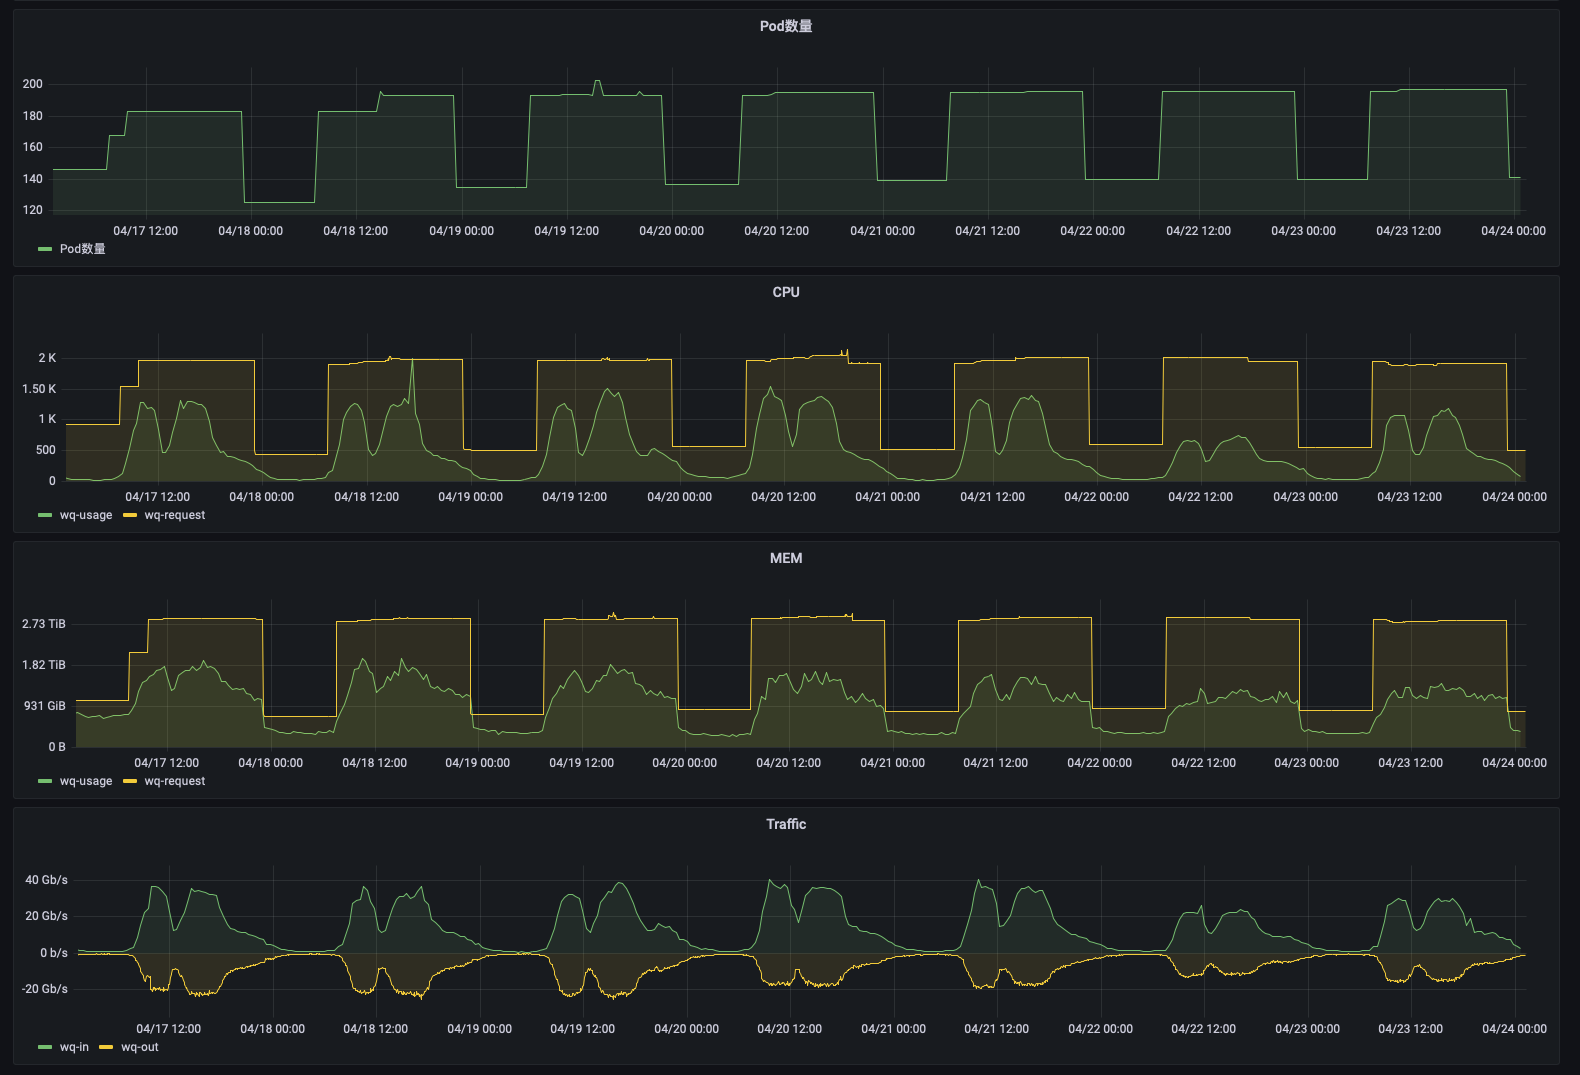 Pod数量
200
180
160
140
120
04/17 12:00 04/18 00:00 04/18 12:00 04/19 00:00 04/19 12:00 04/20 00:00 04/20 12:00 04/21 00:00 04/21 12:00 04/22 00:00 04/22 12:00 04/23 00:00 04/23 12:00 04/24 00:00
Pod数量
CPU
2 K
1.50 K
1 K
500
0
04/17 12:00 04/18 00:00 04/18 12:00 04/19 00:00 04/19 12:00 04/20 00:00 04/20 12:00 04/21 00:00 04/21 12:00 04/22 00:00 04/22 12:00 04/23 00:00 04/23 12:00 04/24 00:00
wq-usage wq-request
MEM
2.73 TiB
1.82 TiB
931 GiB
0 B
04/17 12:00 04/18 00:00 04/18 12:00 04/19 00:00 04/19 12:00 04/20 00:00 04/20 12:00 04/21 00:00 04/21 12:00 04/22 00:00 04/22 12:00 04/23 00:00 04/23 12:00 04/24 00:00
wq-usage wq-request
Traffic
40 Gb/s
20 Gb/s
0 b/s
-20 Gb/s
04/17 12:00 04/18 00:00 04/18 12:00 04/19 00:00 04/19 12:00 04/20 00:00 04/20 12:00 04/21 00:00 04/21 12:00 04/22 00:00 04/22 12:00 04/23 00:00 04/23 12:00 04/24 00:00
wq-in wq-out